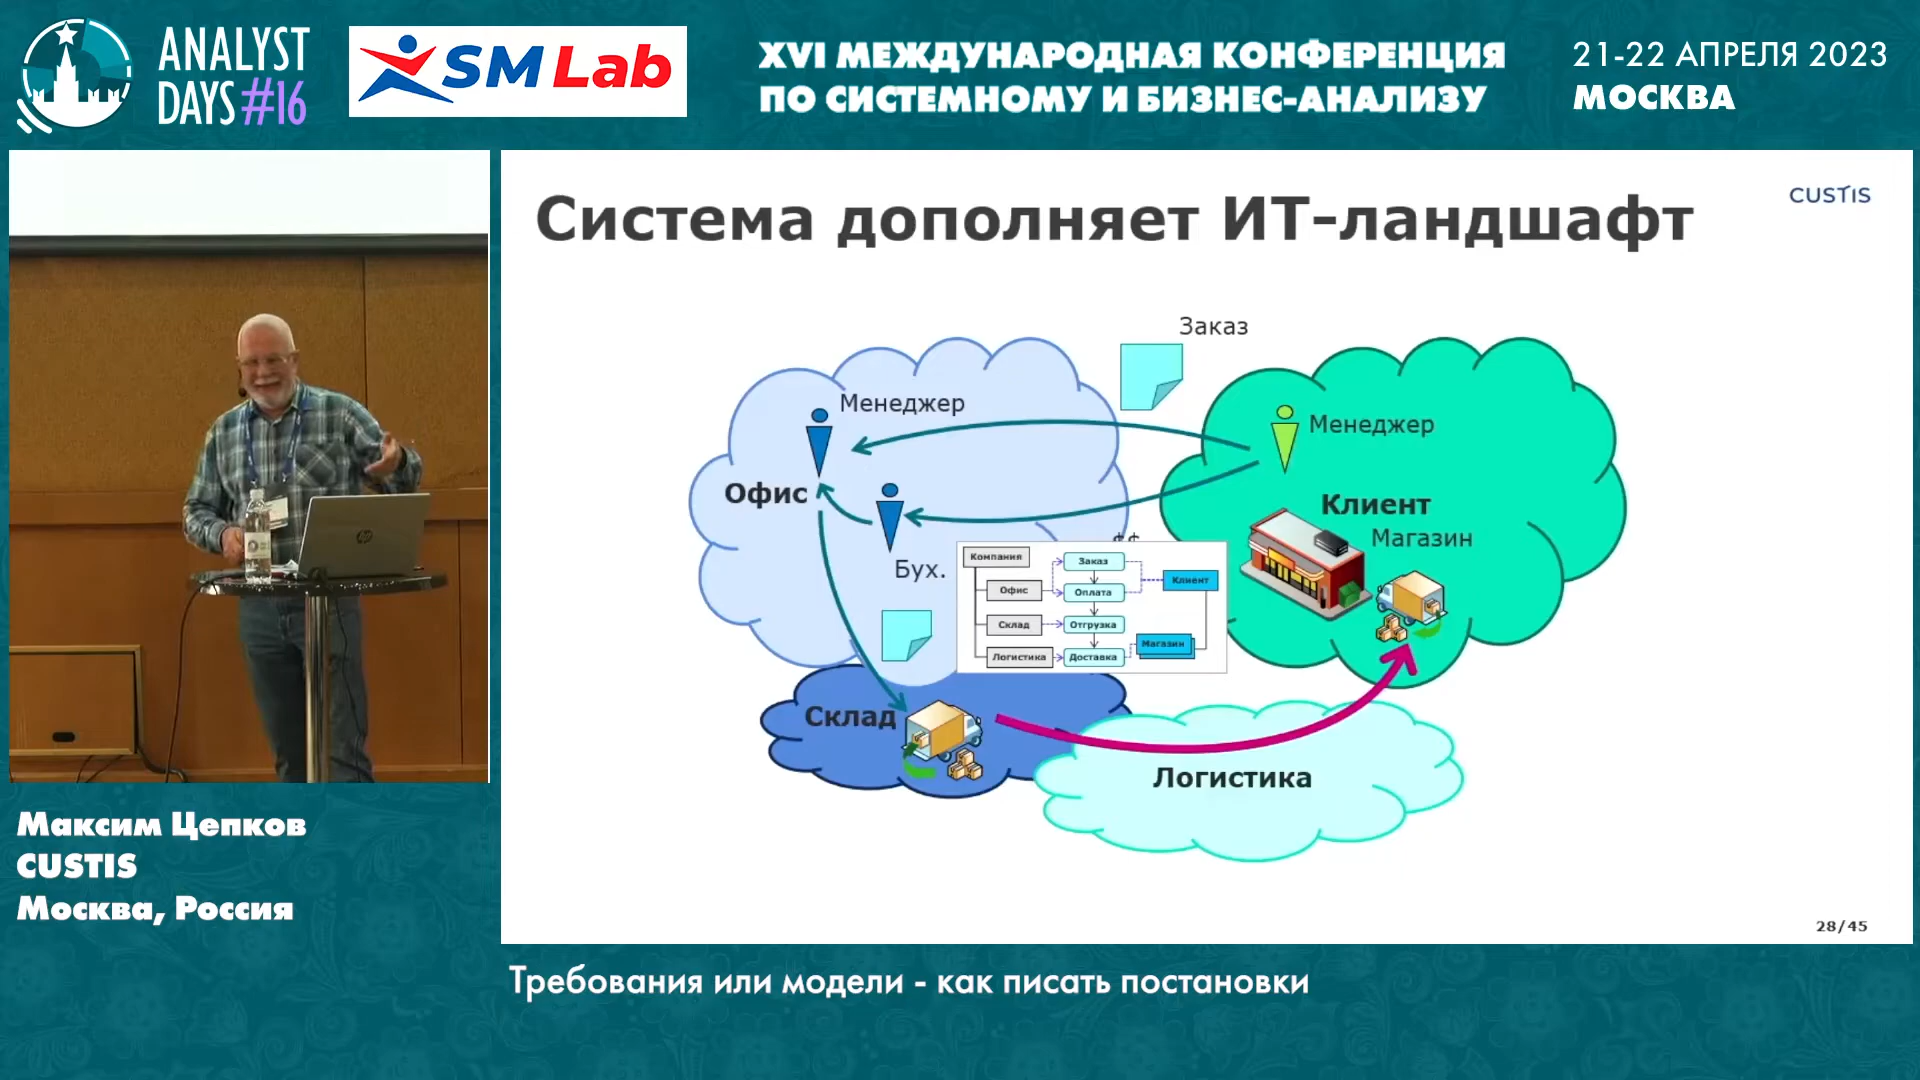 ANALYST
DAYS #16
SM Lab
XVI МЕЖДУНАРОДНАЯ КОНФЕРЕНЦИЯ
ПО СИСТЕМНОМУ И БИЗНЕС-АНАЛИЗУ
21-22 АПРЕЛЯ 2023
МОСКВА
Система дополняет ИТ-ландшафт
CUSTIS
Заказ
Менеджер
Менеджер
Офис
Клиент
Магазин
Бух.
Компания
Заказ
Клиент
Офис
Оплата
Склад
Отгрузка
Магазин
Логистика
Доставка
Склад
Логистика
28/45
hp
Максим Цепков
CUSTIS
Москва, Россия
Требования или модели - как писать постановки